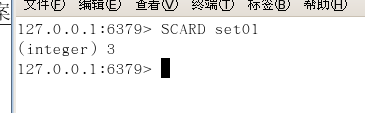 案
文件(F) 编辑(E) 查看(V) 终端(T) 标签(B) 帮助(H)
127.0.0.1:6379> SCARD set01
(integer) 3
127.0.0.1:6379>